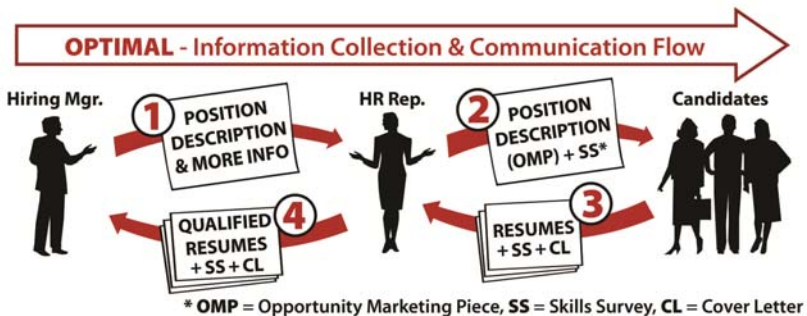 OPTIMAL - Information Collection & Communication Flow
Hiring Mgr.
HR Rep.
Candidates
1
POSITION
DESCRIPTION
& MORE INFO
2
POSITION
DESCRIPTION
(OMP) + SS*
4
QUALIFIED
RESUMES
+ SS + CL
3
RESUMES
+ SS + CL
* OMP = Opportunity Marketing Piece, SS = Skills Survey, CL = Cover Letter